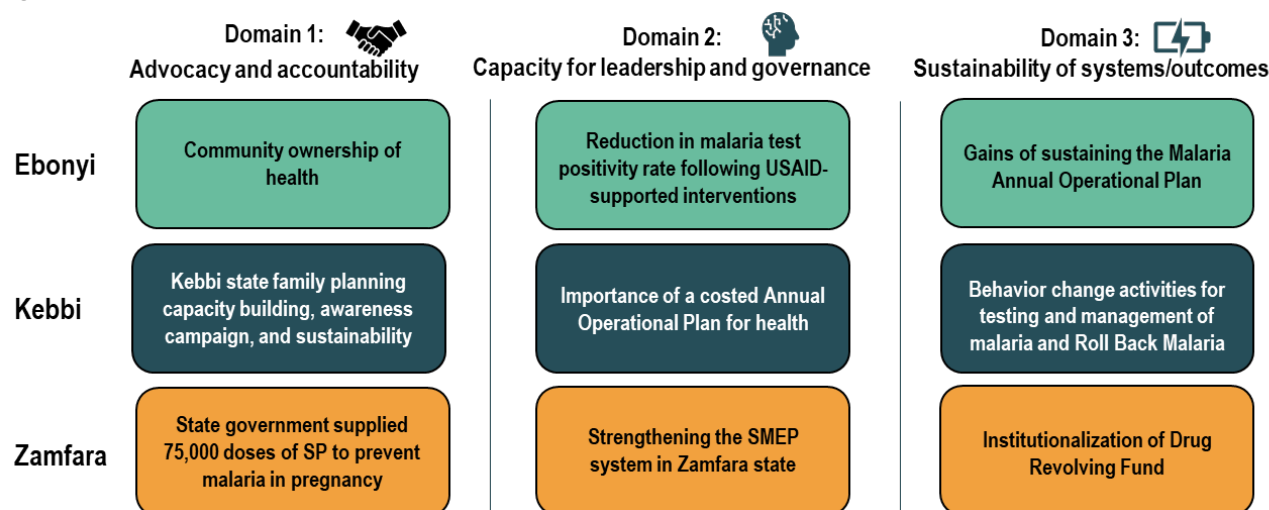 Domain 1:
Advocacy and accountability
Domain 2:
Capacity for leadership and governance
Domain 3:
Sustainability of systems/outcomes
Ebonyi
Community ownership of
health
Reduction in malaria test
positivity rate following USAID-
supported interventions
Gains of sustaining the Malaria
Annual Operational Plan
Kebbi
Kebbi state family planning
capacity building, awareness
campaign, and sustainability
Importance of a costed Annual
Operational Plan for health
Behavior change activities for
testing and management of
malaria and Roll Back Malaria
Zamfara
State government supplied
75,000 doses of SP to prevent
malaria in pregnancy
Strengthening the SMEP
system in Zamfara state
Institutionalization of Drug
Revolving Fund